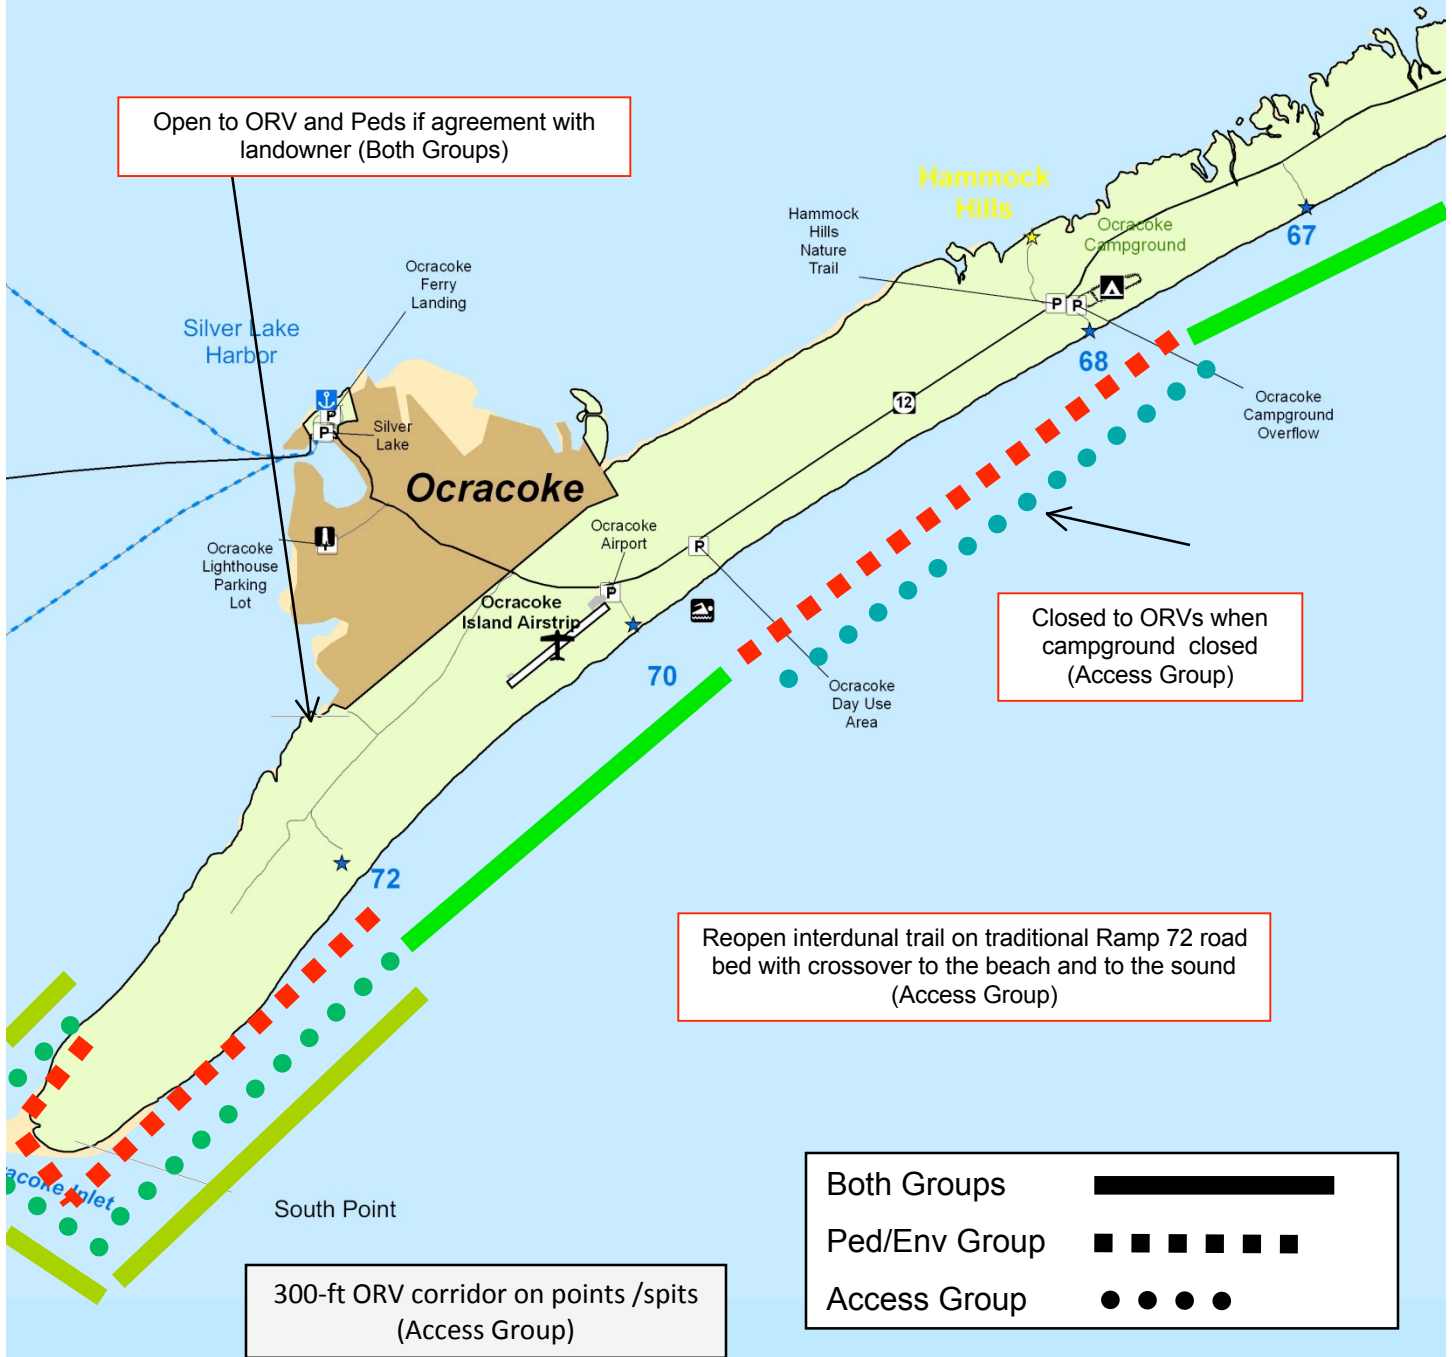 Open to ORV and Peds if agreement with
landowner (Both Groups)
Hammock
Hills
Hammock
Hills
Nature
Trail
Ocracoke
Campground
67
Ocracoke
Ferry
Landing
Silver Lake
Harbor
P
P
68
P
P
Silver
Lake
12
Ocracoke
Campground
Overflow
Ocracoke
Ocracoke
Airport
P
Ocracoke
Lighthouse
Parking
Lot
P
Ocracoke
Island Airstrip
70
Ocracoke
Day Use
Area
Closed to ORVs when
campground closed
(Access Group)
72
Reopen interdunal trail on traditional Ramp 72 road
bed with crossover to the beach and to the sound
(Access Group)
racoke Inlet
South Point
300-ft ORV corridor on points /spits
(Access Group)
Both Groups
Ped/Env Group
Access Group